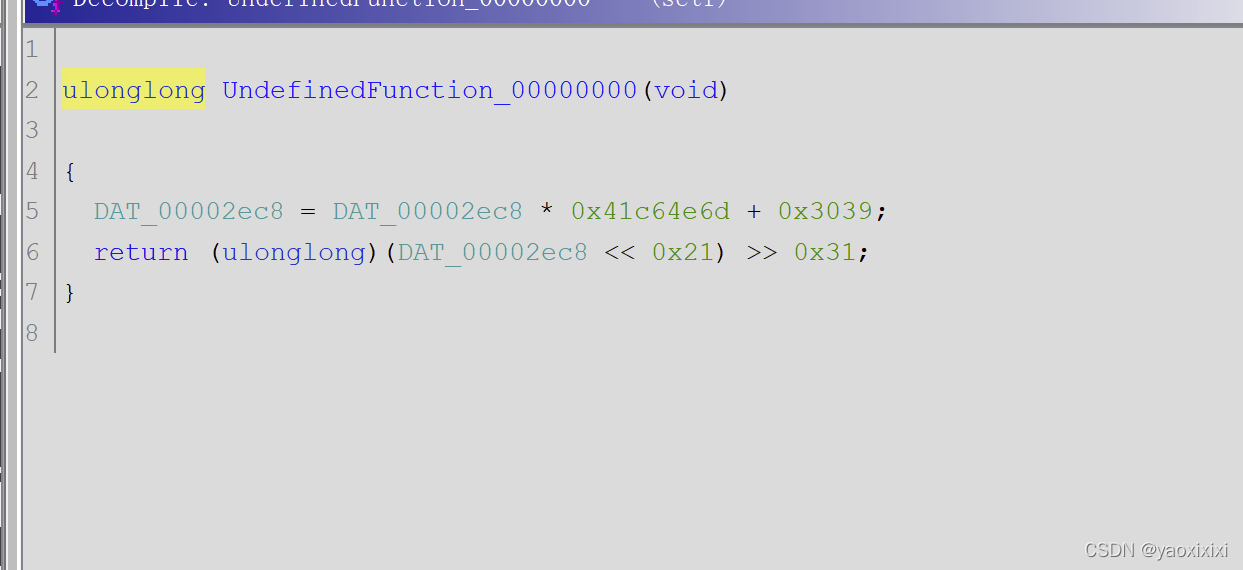 Decompile: UndefinedFunction_00000000 (setf)
1
2 ulonglong UndefinedFunction_00000000(void)
3
4 {
5 DAT_00002ec8 = DAT_00002ec8 * 0x41c64e6d + 0x3039;
6 return (ulonglong)(DAT_00002ec8 << 0x21) >> 0x31;
7 }
8
CSDN @yaoxixixi